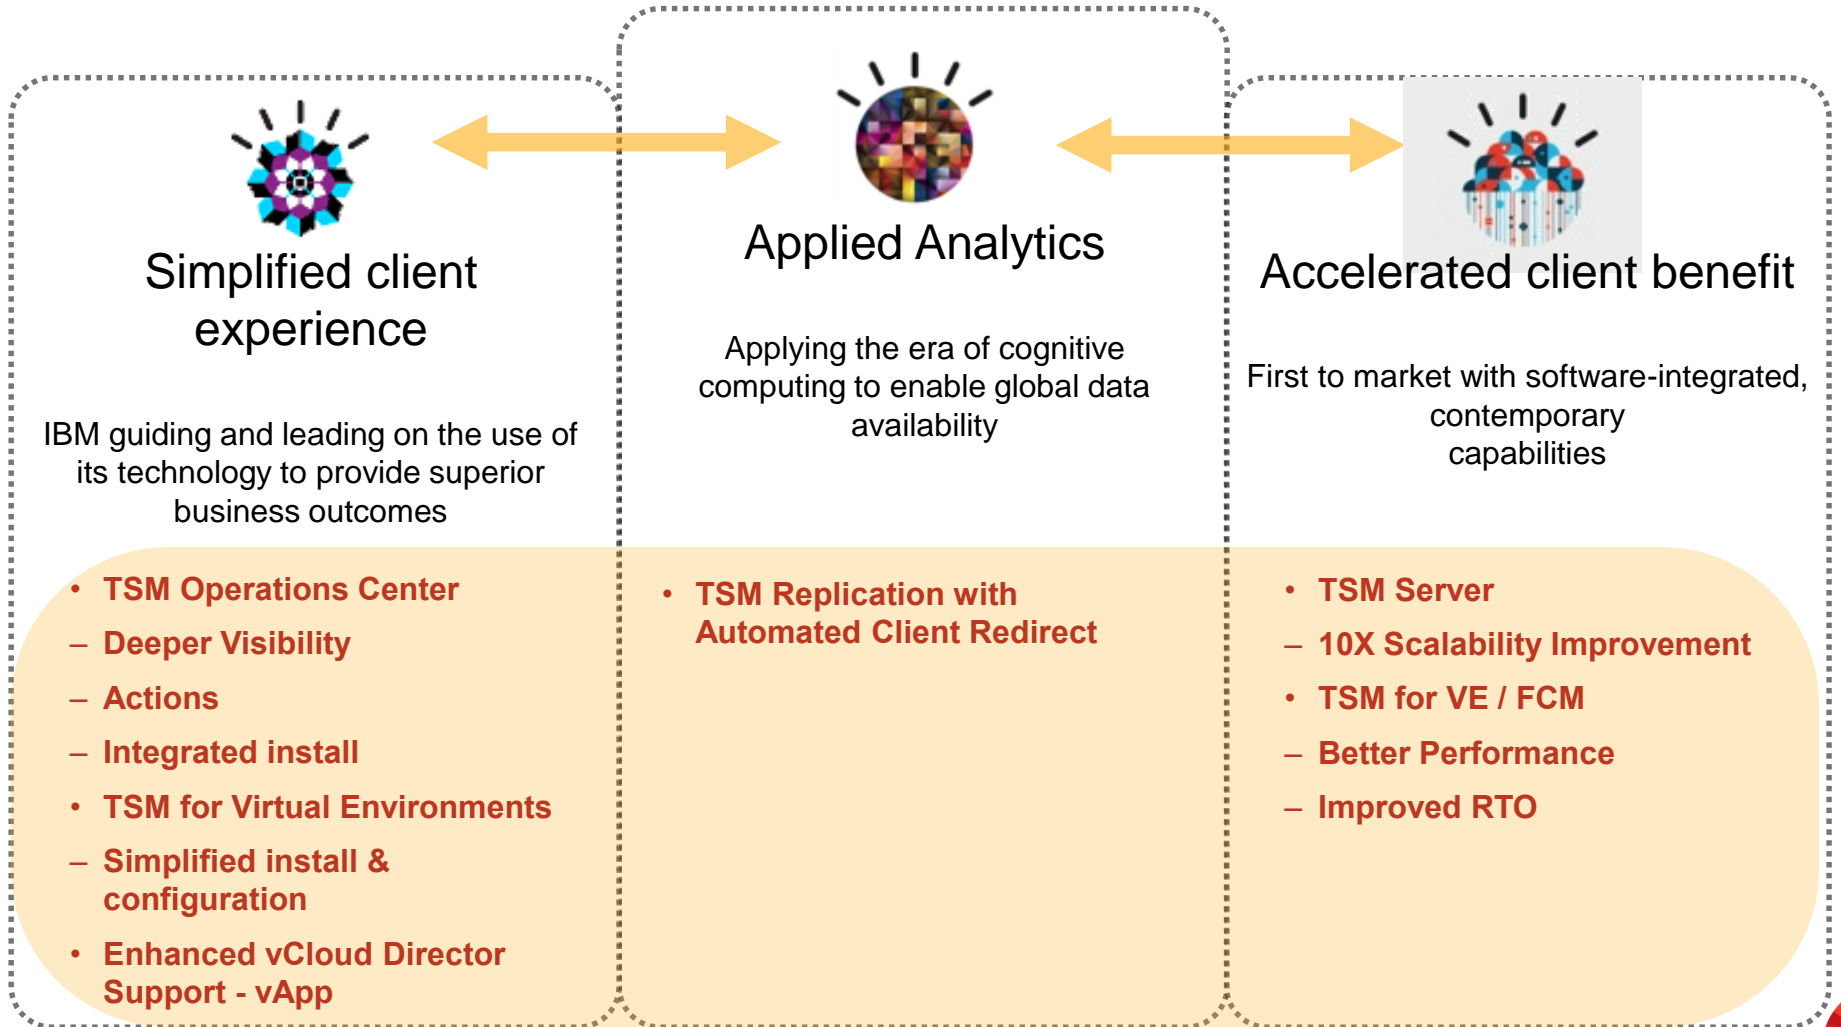 Simplified client
experience
IBM guiding and leading on the use of
its technology to provide superior
business outcomes
• TSM Operations Center
– Deeper Visibility
– Actions
– Integrated install
• TSM for Virtual Environments
– Simplified install &
configuration
• Enhanced vCloud Director
Support - vApp
Applied Analytics
Applying the era of cognitive
computing to enable global data
availability
• TSM Replication with
Automated Client Redirect
Accelerated client benefit
First to market with software-integrated,
contemporary
capabilities
• TSM Server
– 10X Scalability Improvement
• TSM for VE / FCM
– Better Performance
– Improved RTO